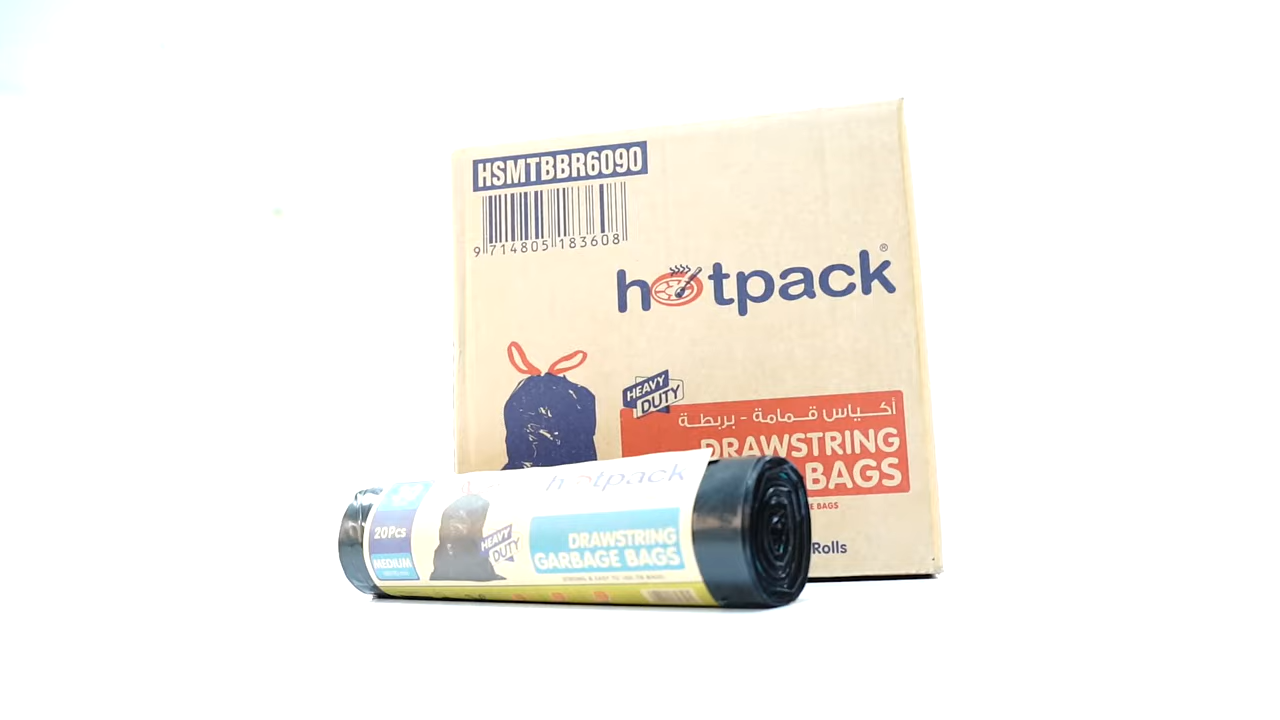 HSMTBBR6090
9 714805 183608
hotpack®
HEAVY DUTY
أكياس قمامة - بربطة
DRAWSTRING
BAGS
E BAGS
Rolls
hotpack
20Pcs
MEDIUM
HEAVY DUTY
DRAWSTRING
GARBAGE BAGS